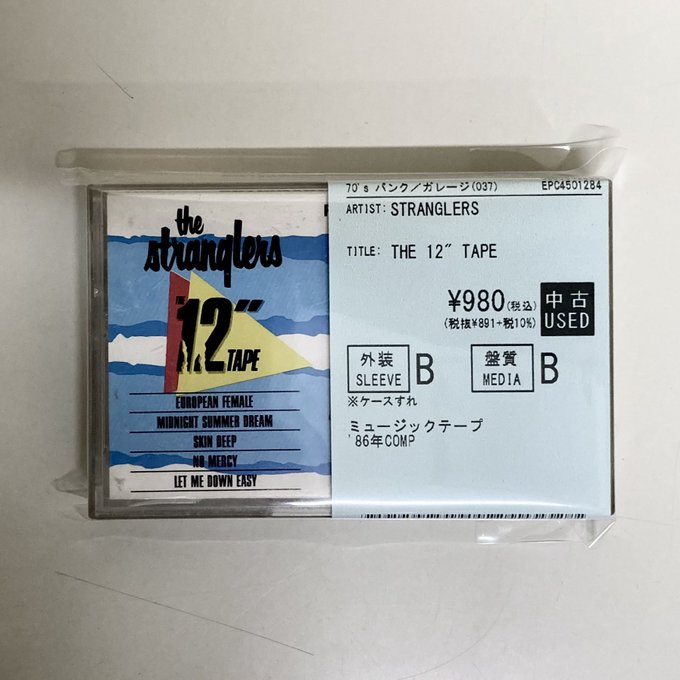 the
stranglers
12"
TAPE
EUROPEAN FEMALE
MIDNIGHT SUMMER DREAM
SKIN DEEP
NO MERCY
LET ME DOWN EASY
70's パンク/ガレージ(037) EPC4501284
ARTIST: STRANGLERS
TITLE: THE 12" TAPE
¥980(税込) 中古
(税抜¥891+税10%) USED
外装 B 盤質 B
SLEEVE MEDIA
※ケースすれ
ミュージックテープ
'86年COMP